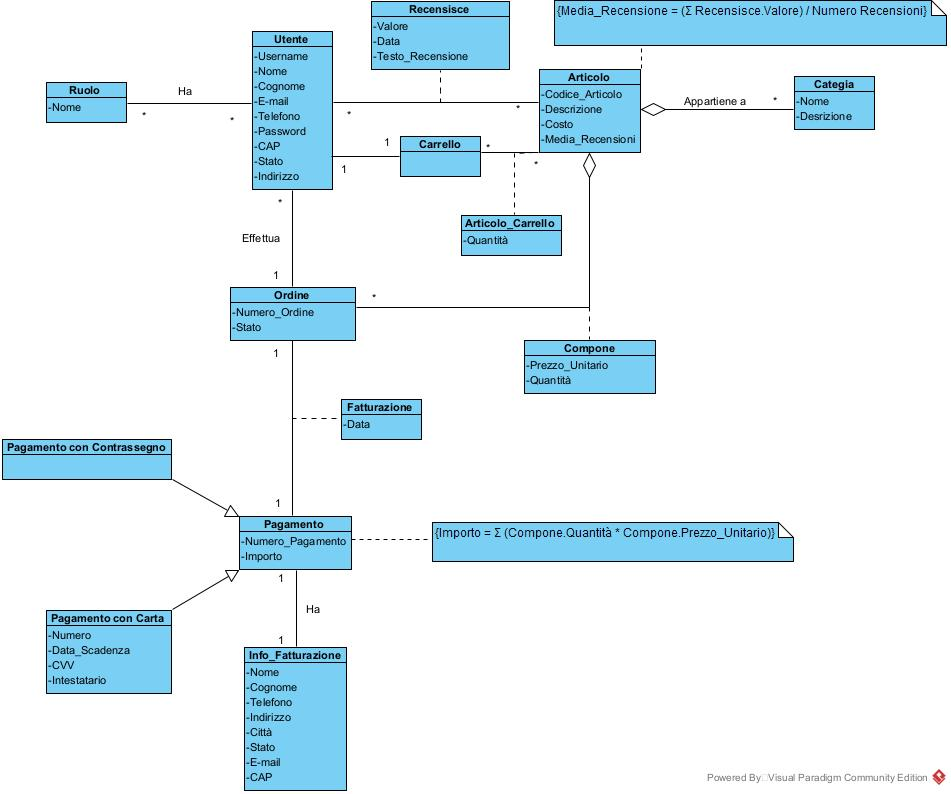 Recensisce
-Valore
-Data
-Testo_Recensione
{Media_Recensione = (Σ Recensisce.Valore) / Numero Recensioni}
Utente
-Username
-Nome
-Cognome
-E-mail
-Telefono
-Password
-CAP
-Stato
-Indirizzo
Ruolo
-Nome
Ha
*
*
Articolo
-Codice_Articolo
-Descrizione
-Costo
-Media_Recensioni
*
*
Appartiene a
*
Categia
-Nome
-Desrizione
Carrello
1
1
*
*
Articolo_Carrello
-Quantità
*
Effettua
1
Ordine
-Numero_Ordine
-Stato
*
1
Compone
-Prezzo_Unitario
-Quantità
Fatturazione
-Data
Pagamento con Contrassegno
1
Pagamento
-Numero_Pagamento
-Importo
{Importo = Σ (Compone.Quantità * Compone.Prezzo_Unitario)}
1
Ha
1
Pagamento con Carta
-Numero
-Data_Scadenza
-CVV
-Intestatario
Info_Fatturazione
-Nome
-Cognome
-Telefono
-Indirizzo
-Città
-Stato
-E-mail
-CAP
Powered By Visual Paradigm Community Edition